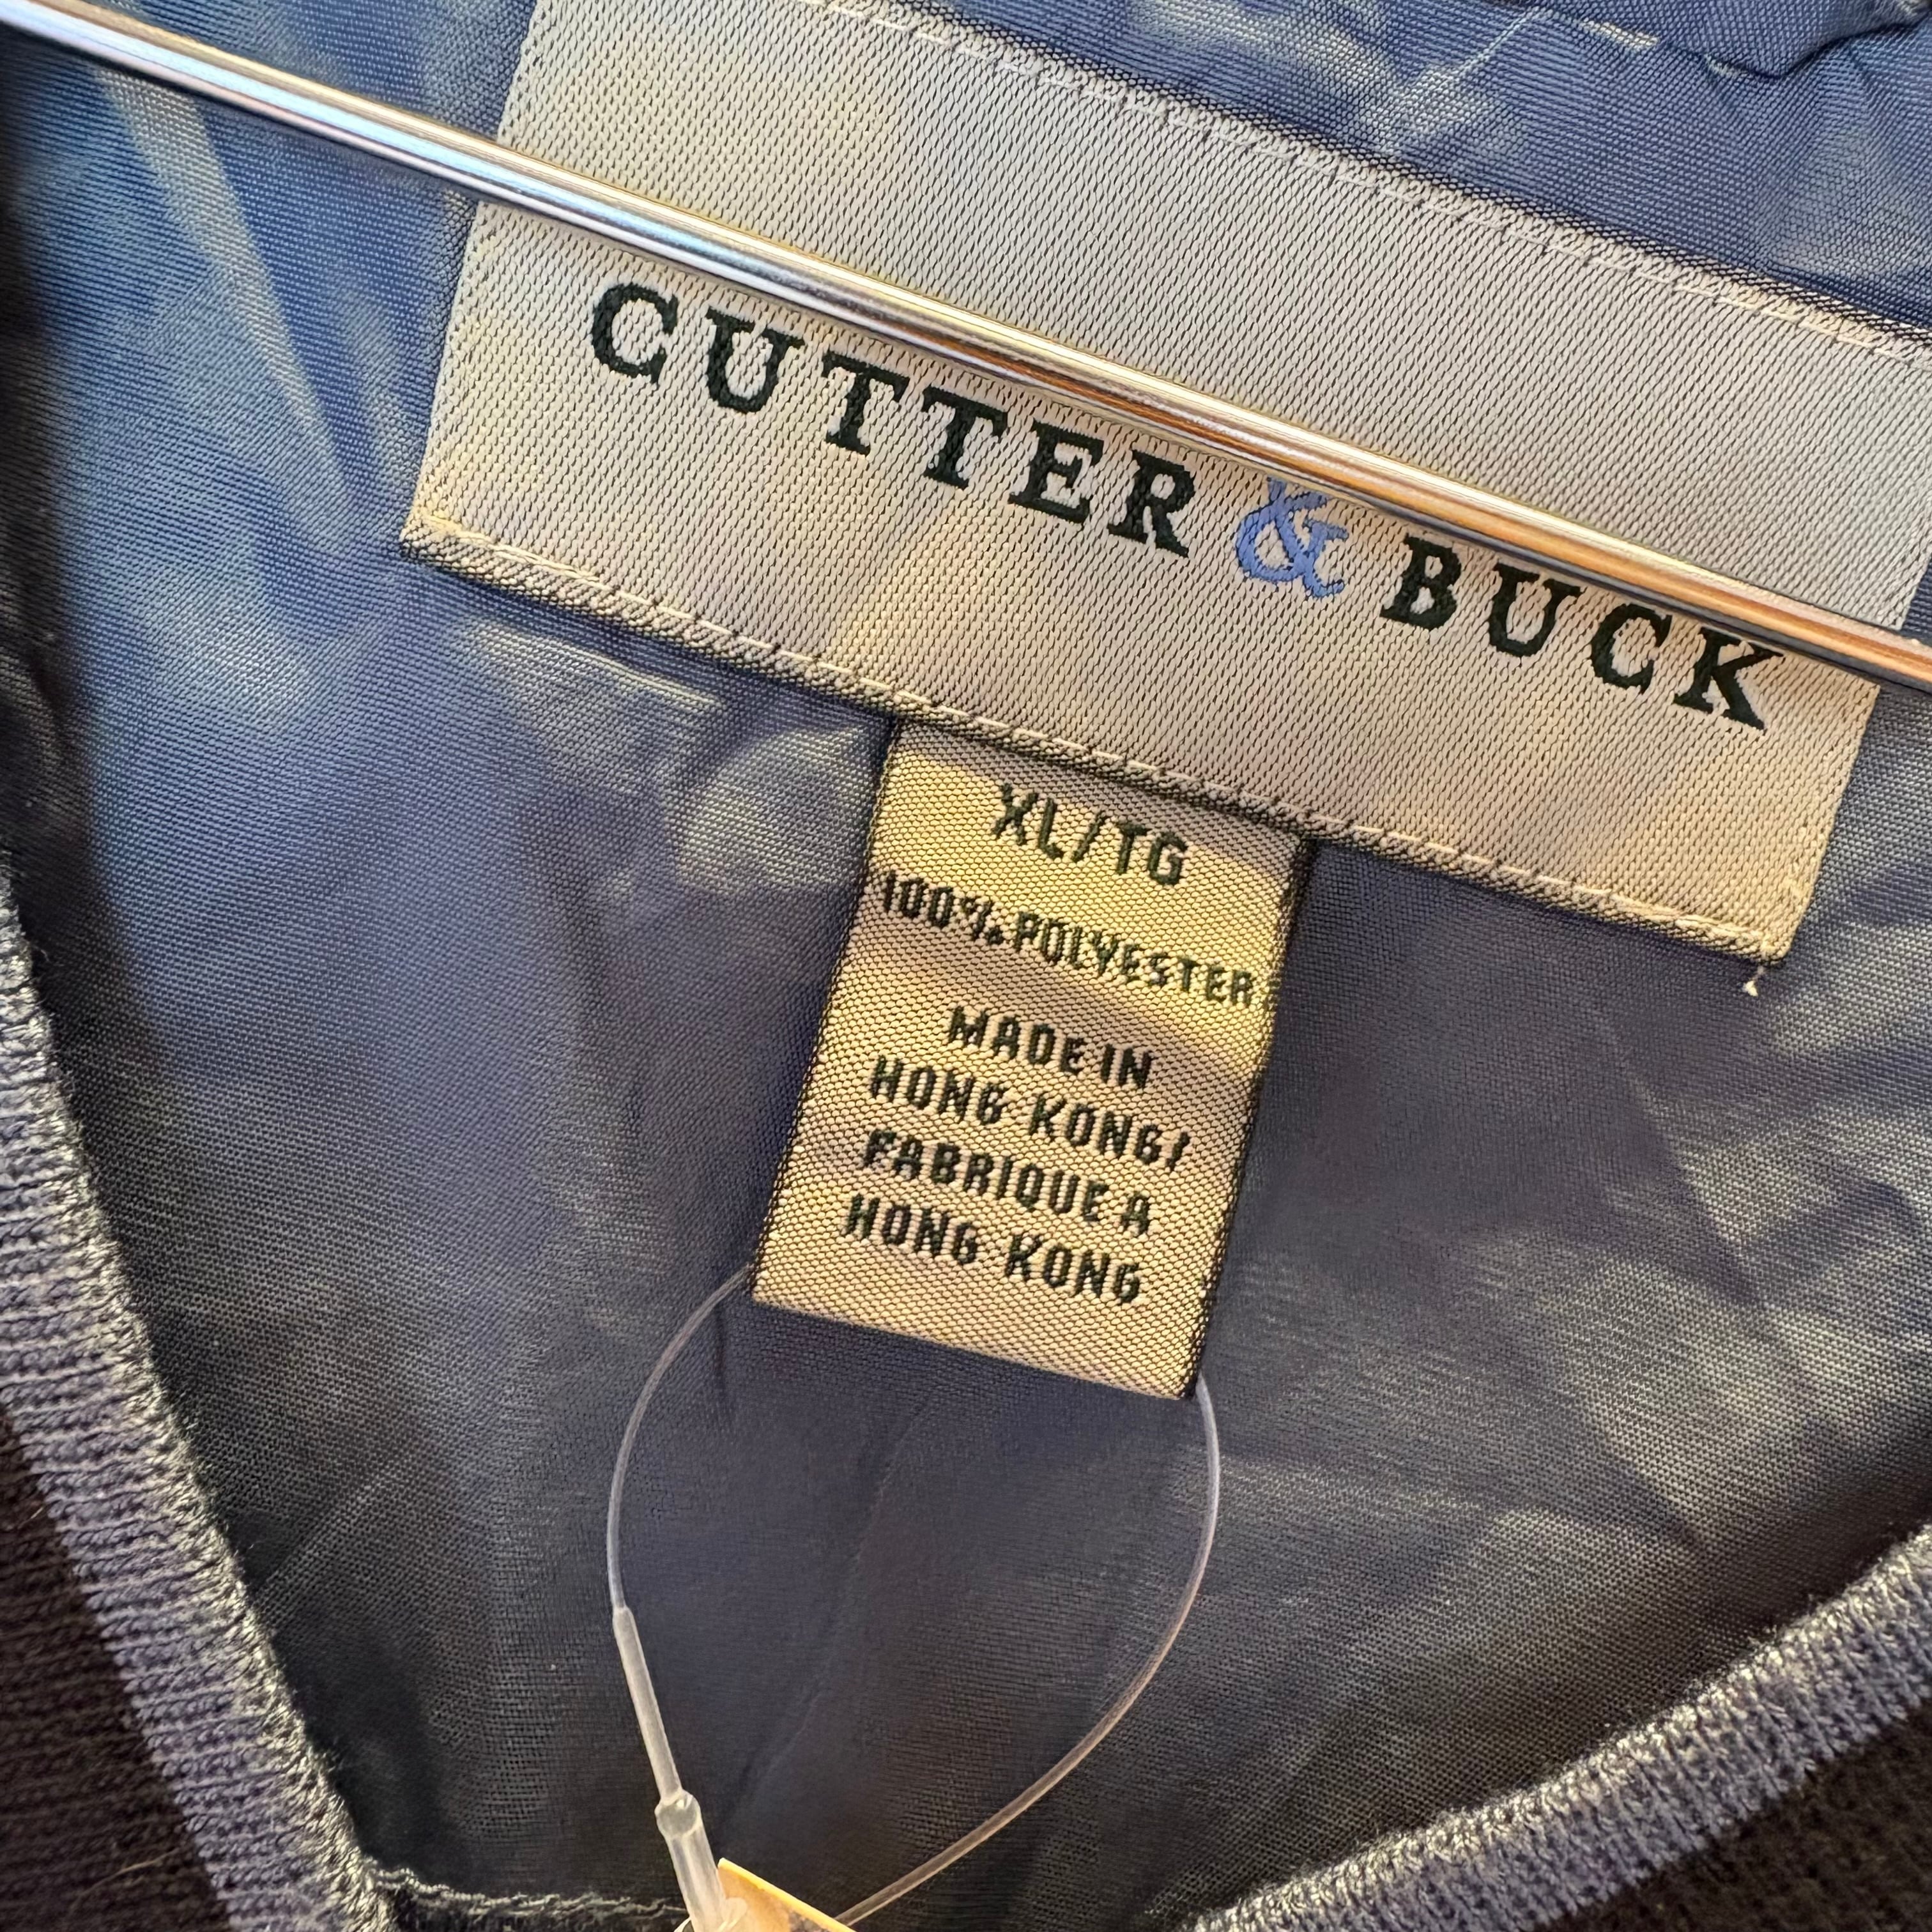 CUTTER & BUCK
XL/TG
100% POLYESTER
MADE IN
HONG KONG/
FABRIQUE A
HONG KONG